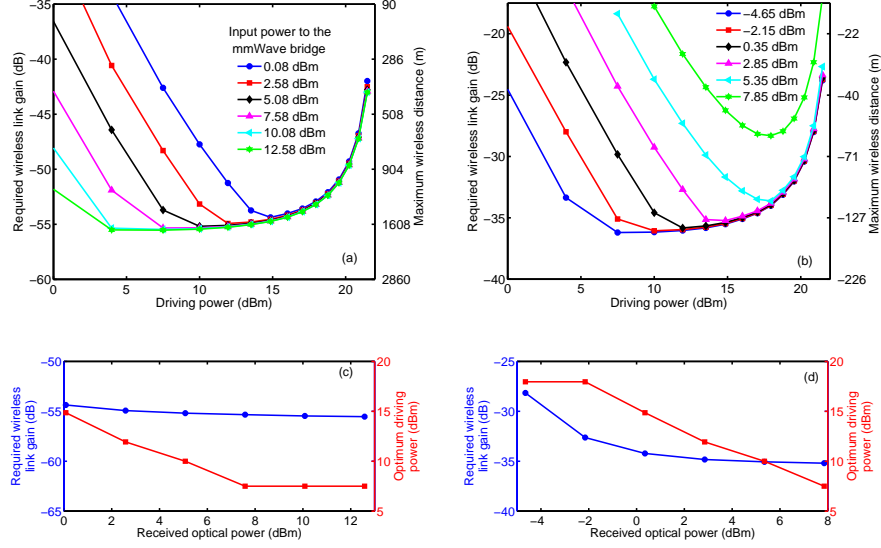 −35
−40
−45
−50
−55
−60
Required wireless link gain (dB)
0
5
10
15
20
Driving power (dBm)
90
286
508
904
1608
2860
Maximum wireless distance (m)
Input power to the
mmWave bridge
0.08 dBm
2.58 dBm
5.08 dBm
7.58 dBm
10.08 dBm
12.58 dBm
(a)
−20
−25
−30
−35
−40
Required wireless link gain (dB)
0
5
10
15
20
Driving power (dBm)
−22
−40
−71
−127
−226
Maximum wireless distance (m)
−4.65 dBm
−2.15 dBm
0.35 dBm
2.85 dBm
5.35 dBm
7.85 dBm
(b)
−50
−55
−60
−65
Required wireless
link gain (dB)
0
2
4
6
8
10
12
Received optical power (dBm)
20
15
10
5
Optimum driving
power (dBm)
(c)
−25
−30
−35
−40
Required wireless
link gain (dB)
−4
−2
0
2
4
6
8
Received optical power (dBm)
20
15
10
5
Optimum driving
power (dBm)
(d)